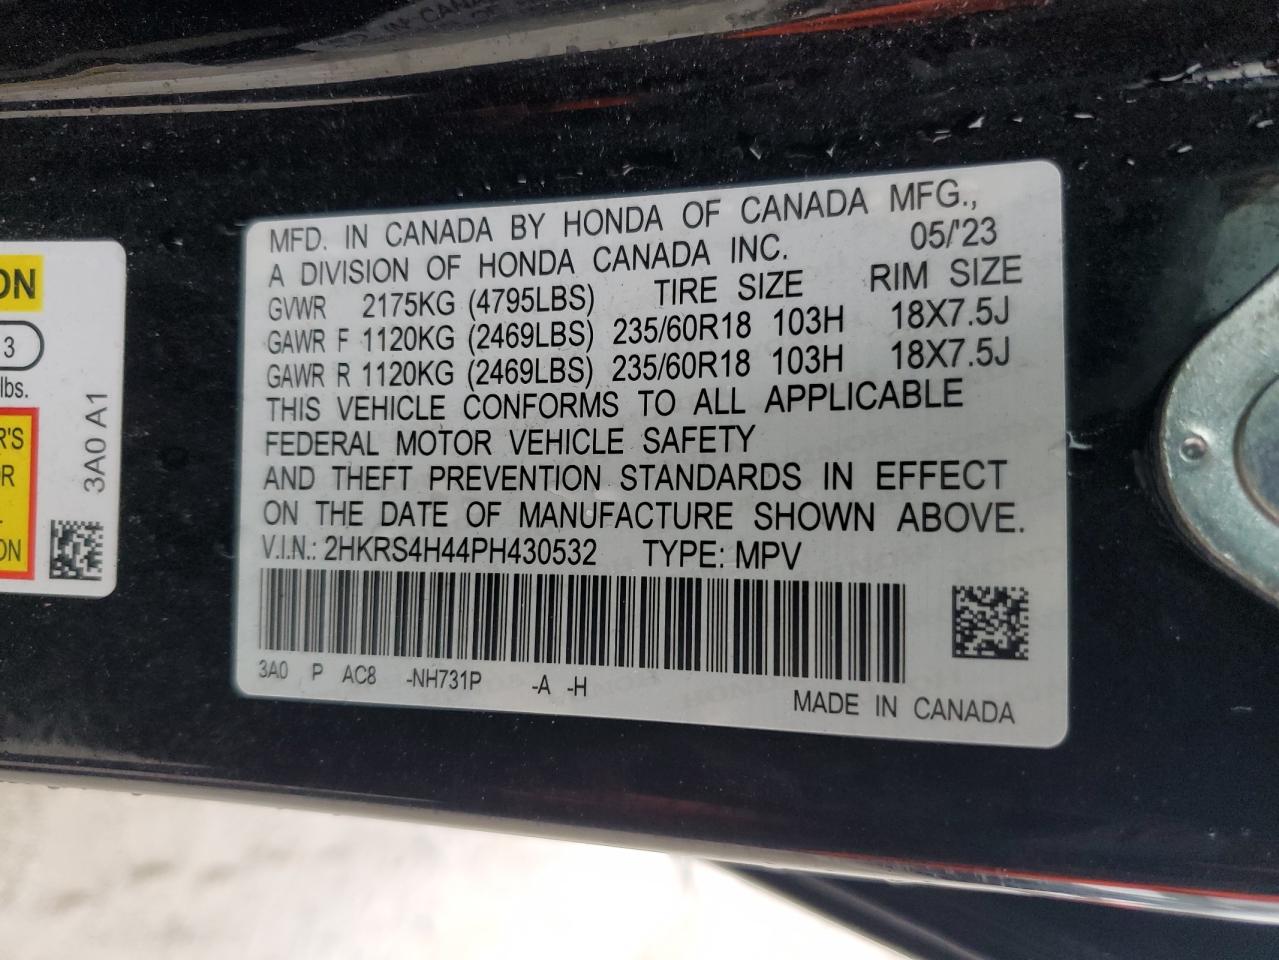 MFD. IN CANADA BY HONDA OF CANADA MFG.,
A DIVISION OF HONDA CANADA INC. 05/'23
GVWR 2175KG (4795LBS) TIRE SIZE RIM SIZE
GAWR F 1120KG (2469LBS) 235/60R18 103H 18X7.5J
GAWR R 1120KG (2469LBS) 235/60R18 103H 18X7.5J
THIS VEHICLE CONFORMS TO ALL APPLICABLE
FEDERAL MOTOR VEHICLE SAFETY
AND THEFT PREVENTION STANDARDS IN EFFECT
ON THE DATE OF MANUFACTURE SHOWN ABOVE.
V.I.N.: 2HKRS4H44PH430532 TYPE: MPV
3A0 P AC8 -NH731P -A -H
MADE IN CANADA
ON
3
lbs.
R'S
OR
ON
3A0 A1